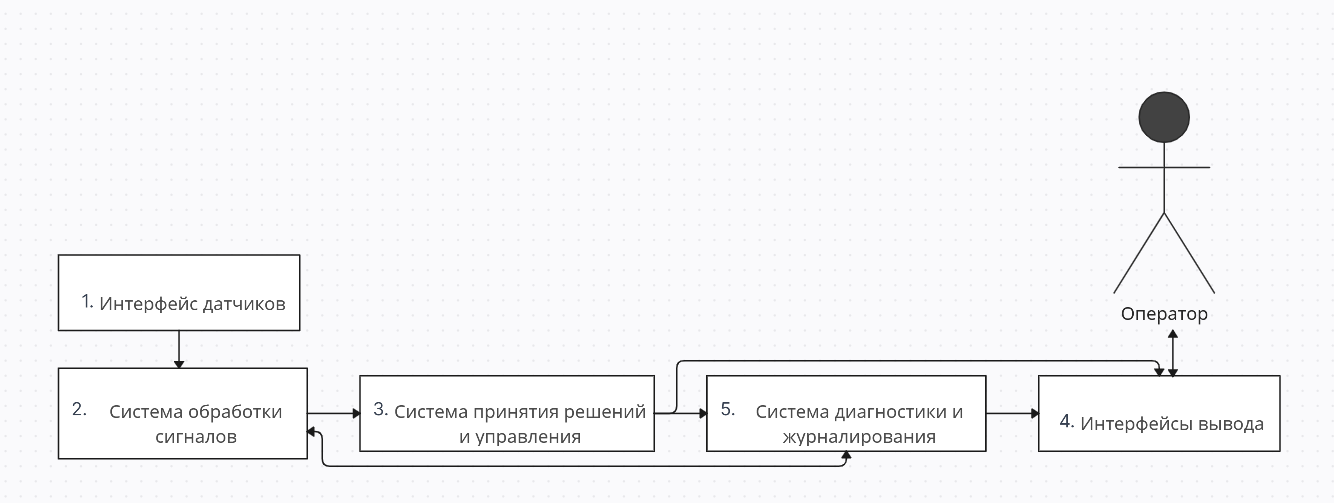 Оператор
1. Интерфейс датчиков
2. Система обработки
сигналов
3. Система принятия решений
и управления
5. Система диагностики и
журналирования
4. Интерфейсы вывода